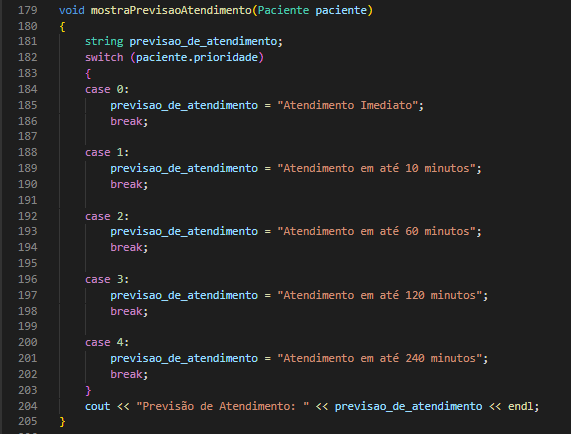 179 void mostraPrevisaoAtendimento(Paciente paciente)
180 {
181     string previsao_de_atendimento;
182     switch (paciente.prioridade)
183     {
184     case 0:
185         previsao_de_atendimento = "Atendimento Imediato";
186         break;
187
188     case 1:
189         previsao_de_atendimento = "Atendimento em até 10 minutos";
190         break;
191
192     case 2:
193         previsao_de_atendimento = "Atendimento em até 60 minutos";
194         break;
195
196     case 3:
197         previsao_de_atendimento = "Atendimento em até 120 minutos";
198         break;
199
200     case 4:
201         previsao_de_atendimento = "Atendimento em até 240 minutos";
202         break;
203     }
204     cout << "Previsão de Atendimento: " << previsao_de_atendimento << endl;
205 }